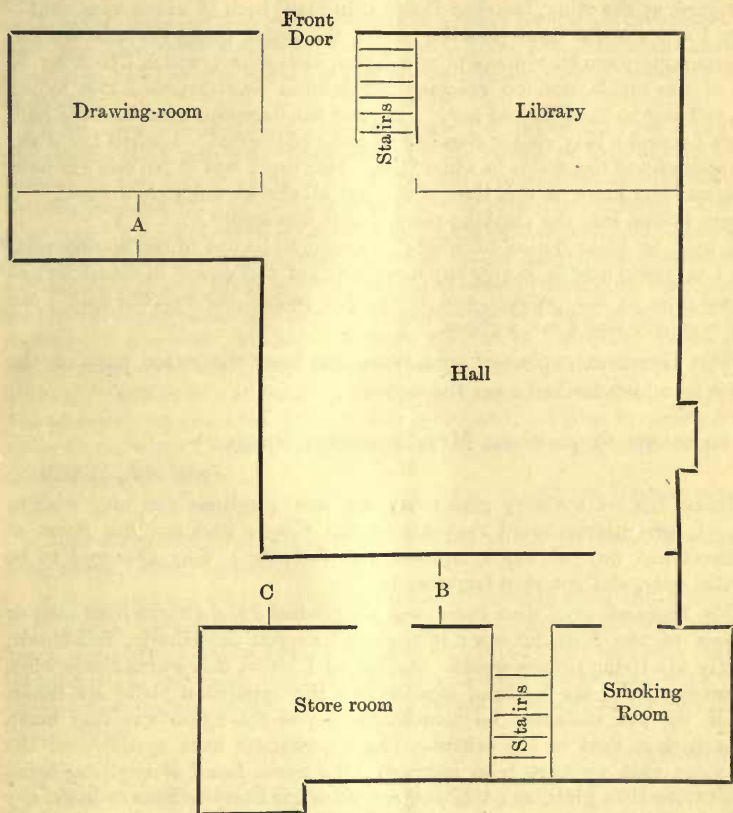 Front
Door
Drawing-room
Stairs
Library
A
Hall
C
B
Store room
Stairs
Smoking
Room